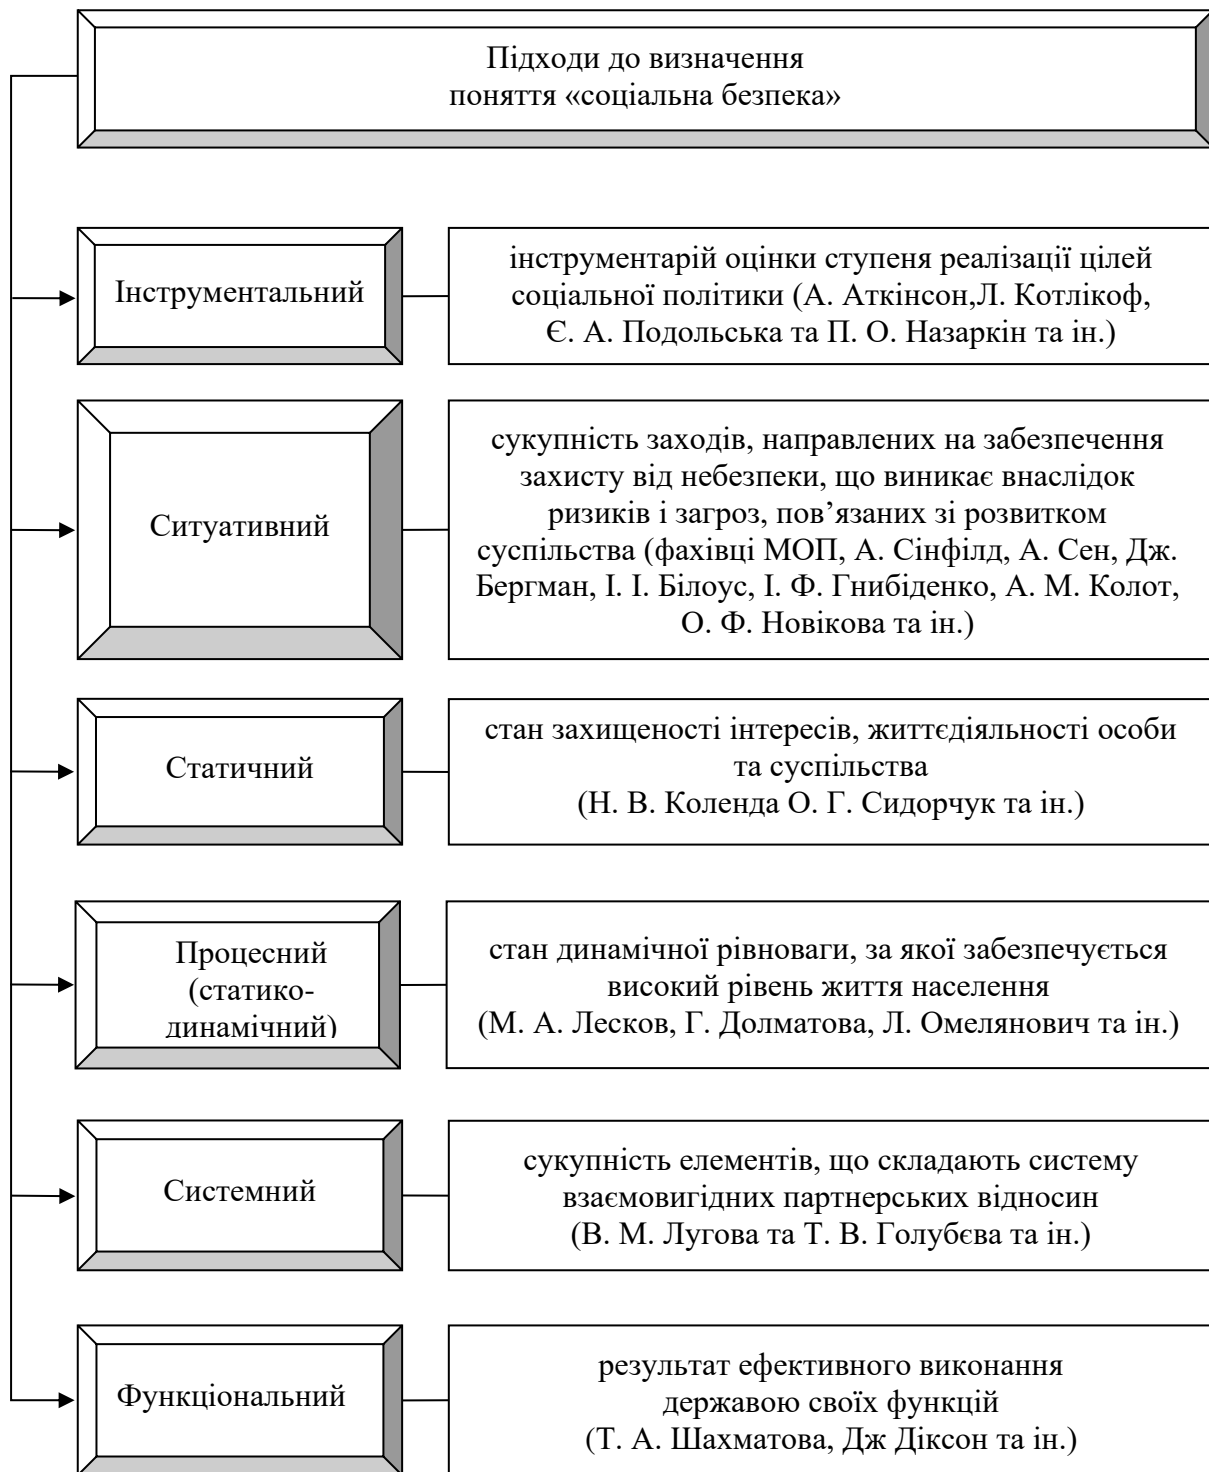 Підходи до визначення
поняття «соціальна безпека»
Інструментальний
інструментарій оцінки ступеня реалізації цілей
соціальної політики (А. Аткінсон,Л. Котлікоф,
Є. А. Подольська та П. О. Назаркін та ін.)
Ситуативний
сукупність заходів, направлених на забезпечення
захисту від небезпеки, що виникає внаслідок
ризиків і загроз, пов’язаних зі розвитком
суспільства (фахівці МОП, А. Сінфілд, А. Сен, Дж.
Бергман, І. І. Білоус, І. Ф. Гнибіденко, А. М. Колот,
О. Ф. Новікова та ін.)
Статичний
стан захищеності інтересів, життєдіяльності особи
та суспільства
(Н. В. Коленда О. Г. Сидорчук та ін.)
Процесний
(статико-
динамічний)
стан динамічної рівноваги, за якої забезпечується
високий рівень життя населення
(М. А. Лесков, Г. Долматова, Л. Омелянович та ін.)
Системний
сукупність елементів, що складають систему
взаємовигідних партнерських відносин
(В. М. Лугова та Т. В. Голубєва та ін.)
Функціональний
результат ефективного виконання
державою своїх функцій
(Т. А. Шахматова, Дж Діксон та ін.)